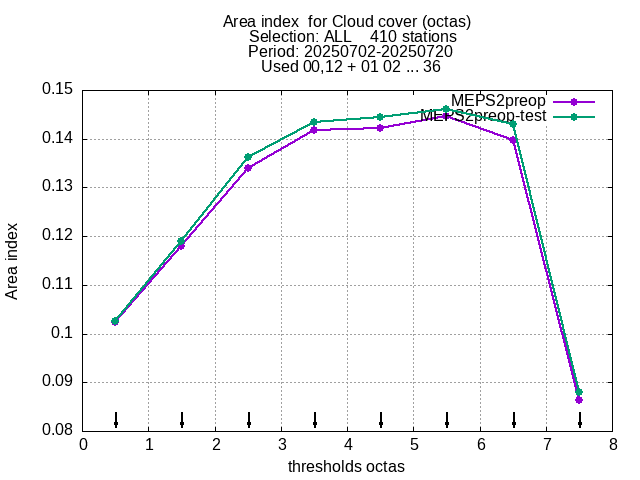 Area index  for Cloud cover (octas)
Selection: ALL    410 stations
Period: 20250702-20250720
Used 00,12 + 01 02 ... 36
MEPS2preop
MEPS2preop-test
0.15
0.14
0.13
0.12
0.11
0.1
0.09
0.08
Area index
0 1 2 3 4 5 6 7 8
thresholds octas